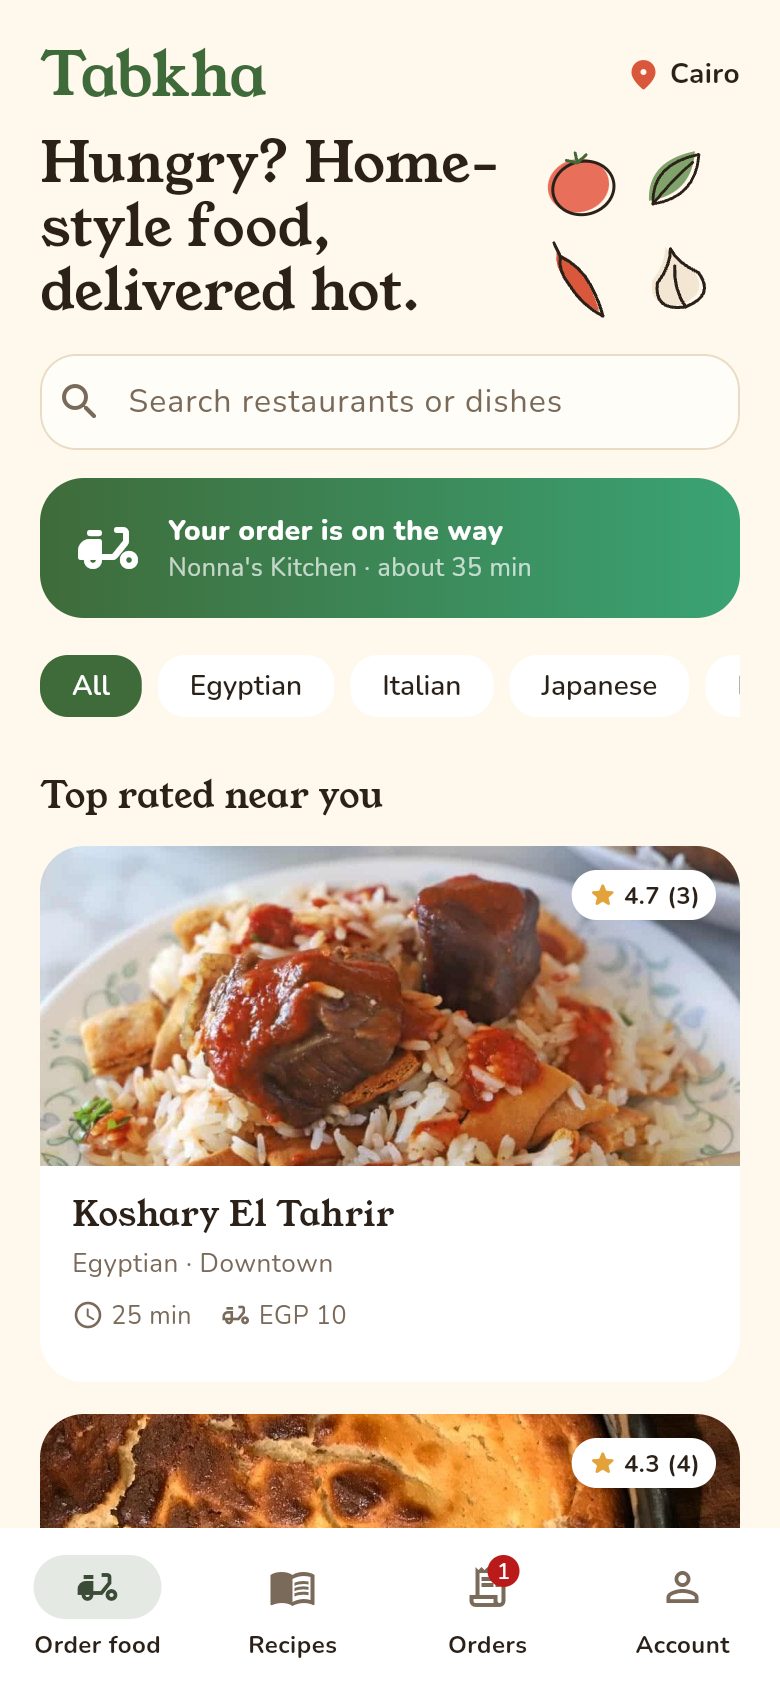 Tabkha
Cairo
Hungry? Home-
style food,
delivered hot.
Search restaurants or dishes
Your order is on the way
Nonna's Kitchen · about 35 min
All
Egyptian
Italian
Japanese
Top rated near you
4.7 (3)
Koshary El Tahrir
Egyptian · Downtown
25 min
EGP 10
4.3 (4)
1
Order food
Recipes
Orders
Account